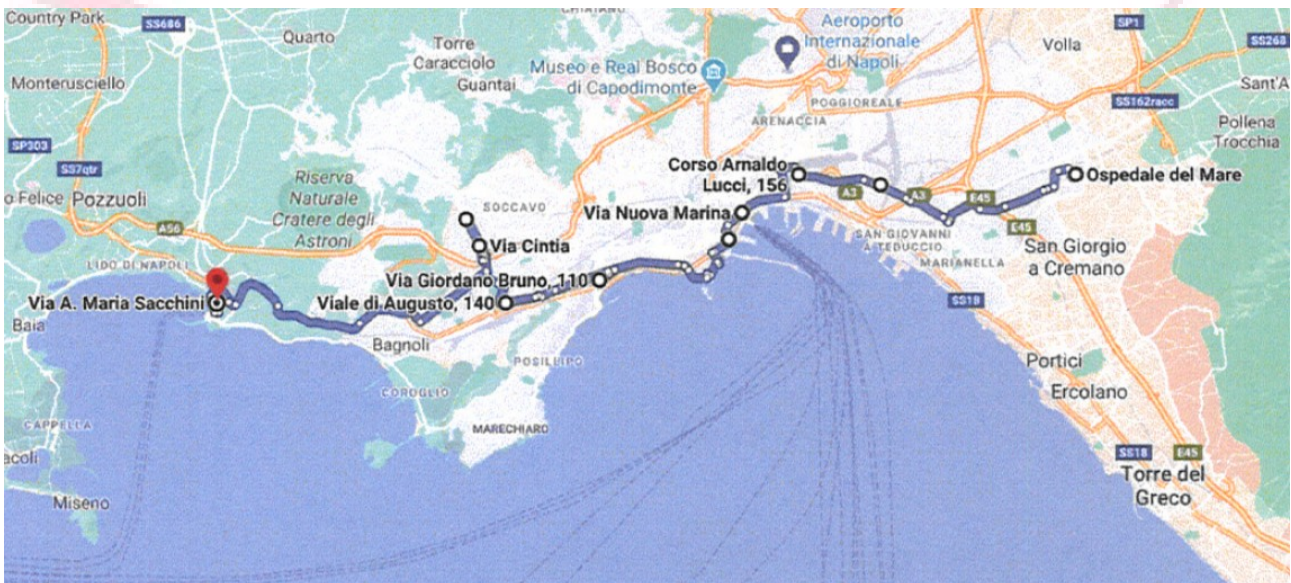 Country Park
SS686
Quarto
Torre
Caracciolo
Guantai
CHIAIANO
Museo e Real Bosco
di Capodimonte
Aeroporto
Internazionale
di Napoli
Volla
SP1
SS268
Monterusciello
Sant'A
POGGIOREALE
SS162racc
ARENACCIA
Pollena
Trocchia
SP303
SS7qtr
o Felice
Pozzuoli
Riserva
Naturale
Cratere degli
Astroni
SOCCAVO
Corso Arnaldo
Lucci, 156
A3
A3
E45
Ospedale del Mare
Via Nuova Marina
A56
Via Cintia
SAN GIOVANNI
A TEDUCCIO
E45
San Giorgio
a Cremano
MARIANELLA
LIDO DI NAPOLI
Via Giordano Bruno, 110
Via A. Maria Sacchini
Viale di Augusto, 140
SS18
Baia
Bagnoli
POSILLIPO
Portici
COROGLIO
Ercolano
CAPPELLA
MARECHIARO
acoli
SS18
E45
Torre del
Greco
Miseno